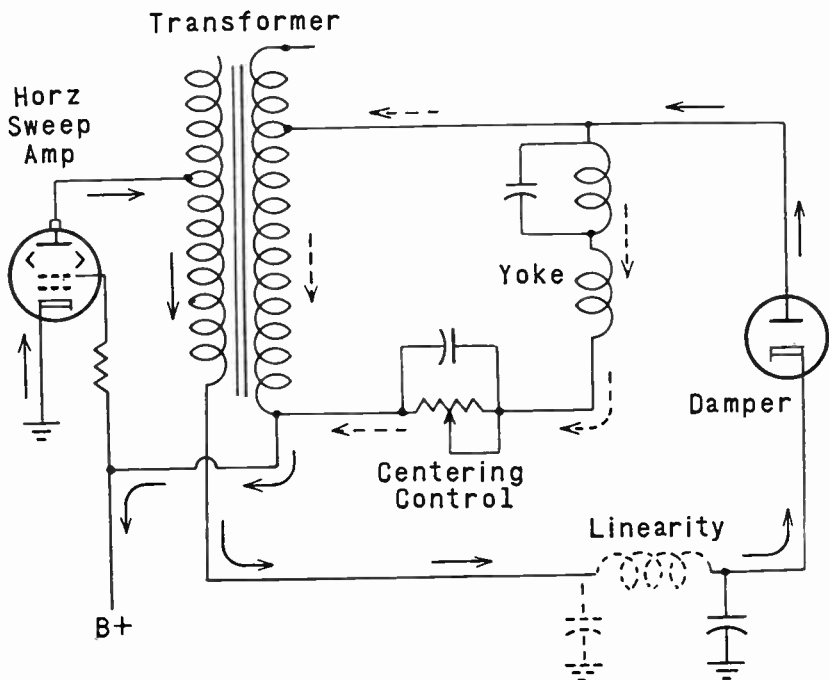 Transformer
Horz
Sweep
Amp
Yoke
Damper
Centering
Control
Linearity
B+